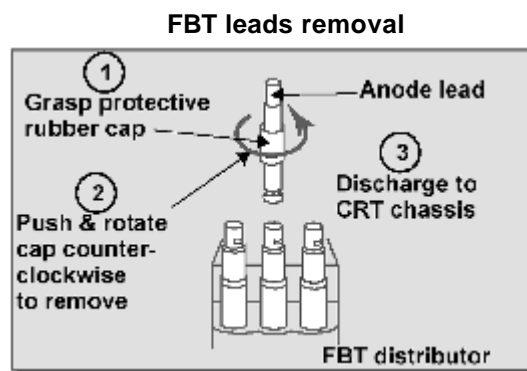 FBT leads removal
1
Grasp protective
rubber cap
Anode lead
2
Push & rotate
cap counter-
clockwise
to remove
3
Discharge to
CRT chassis
FBT distributor